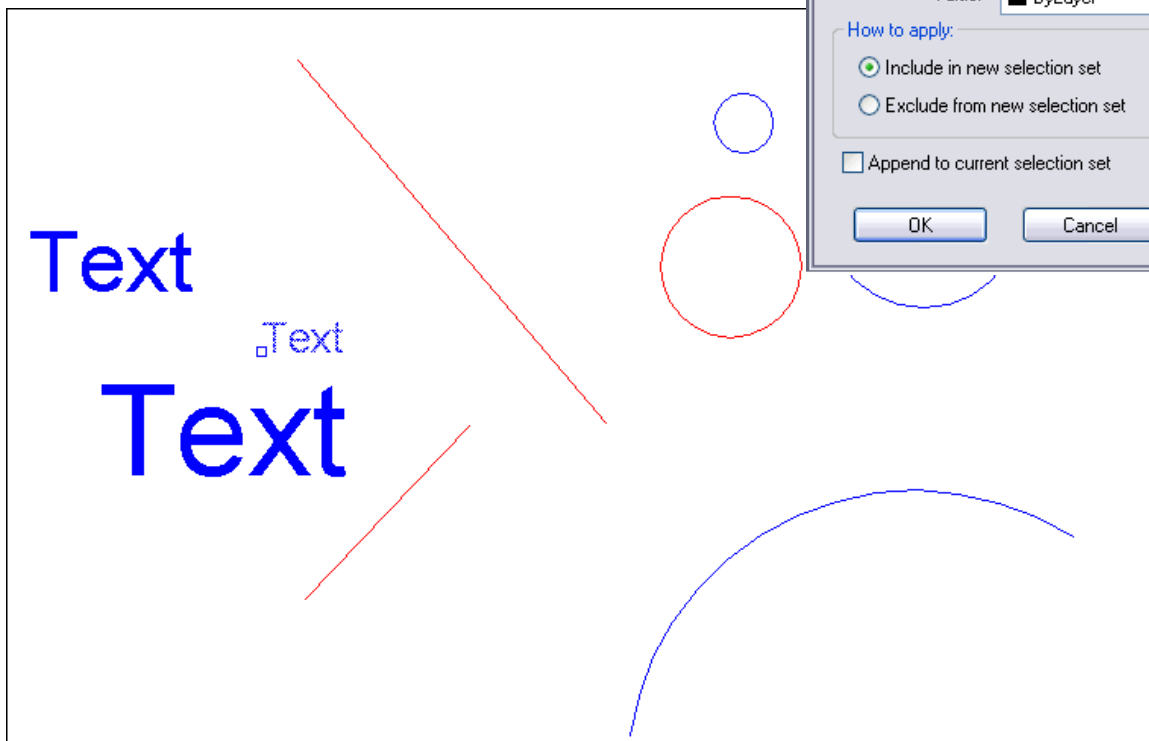 ByLayer
How to apply:
Include in new selection set
Exclude from new selection set
Append to current selection set
OK
Cancel
Text
Text
Text